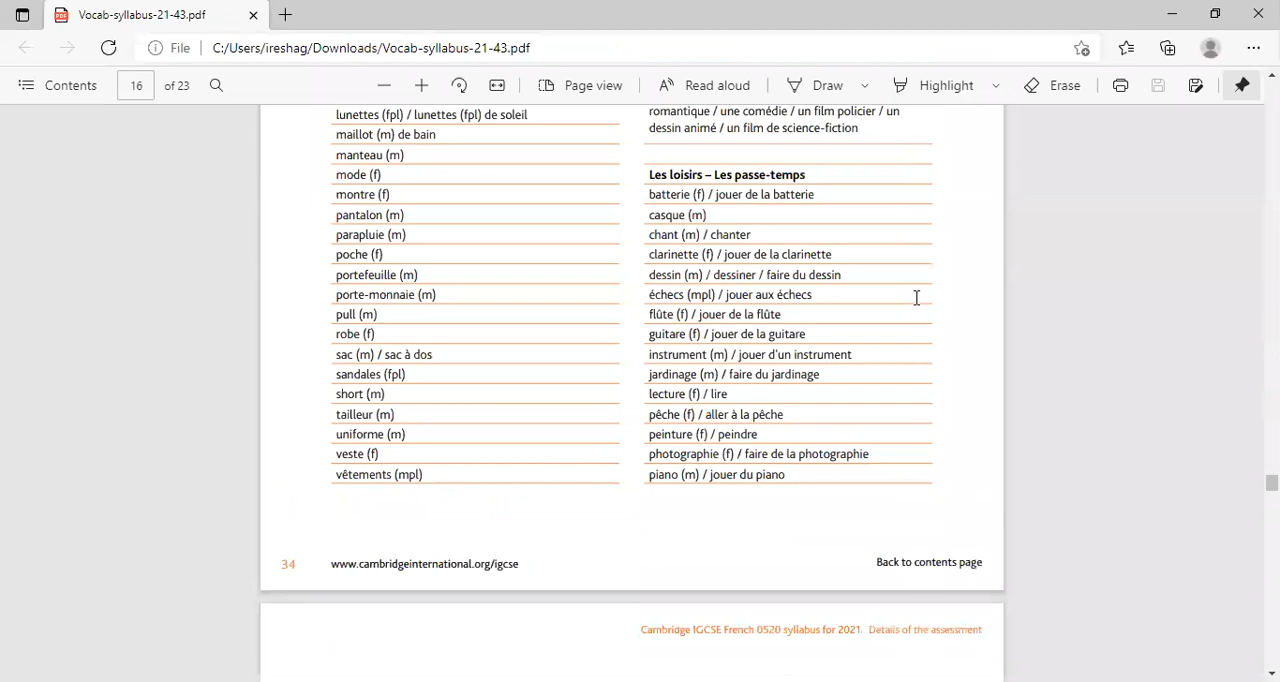 Vocab-syllabus-21-43.pdf
File
C:/Users/ireshag/Downloads/Vocab-syllabus-21-43.pdf
Contents
16
of 23
Page view
Read aloud
Draw
Highlight
Erase
lunettes (fpl) / lunettes (fpl) de soleil
maillot (m) de bain
manteau (m)
mode (f)
montre (f)
pantalon (m)
parapluie (m)
poche (f)
portefeuille (m)
porte-monnaie (m)
pull (m)
robe (f)
sac (m) / sac à dos
sandales (fpl)
short (m)
tailleur (m)
uniforme (m)
veste (f)
vêtements (mpl)
romantique / une comédie / un film policier / un
dessin animé / un film de science-fiction
Les loisirs – Les passe-temps
batterie (f) / jouer de la batterie
casque (m)
chant (m) / chanter
clarinette (f) / jouer de la clarinette
dessin (m) / dessiner / faire du dessin
échecs (mpl) / jouer aux échecs
flûte (f) / jouer de la flûte
guitare (f) / jouer de la guitare
instrument (m) / jouer d'un instrument
jardinage (m) / faire du jardinage
lecture (f) / lire
pêche (f) / aller à la pêche
peinture (f) / peindre
photographie (f) / faire de la photographie
piano (m) / jouer du piano
34
www.cambridgeinternational.org/igcse
Back to contents page
Cambridge IGCSE French 0520 syllabus for 2021. Details of the assessment